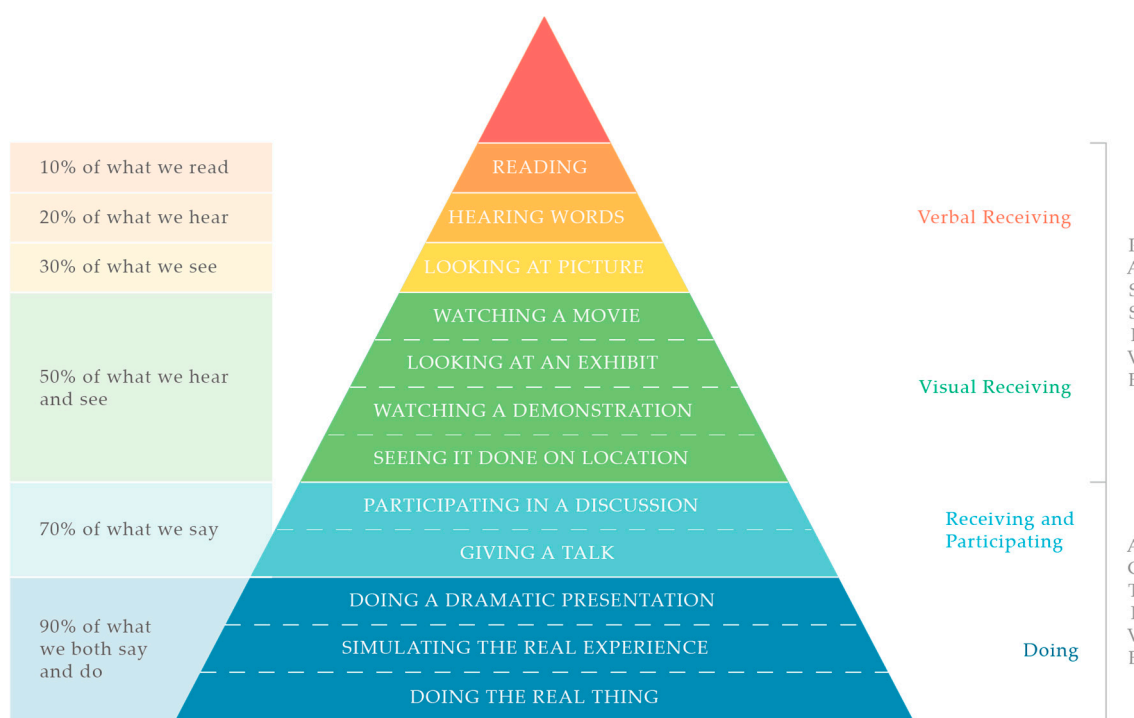 10% of what we read
20% of what we hear
30% of what we see
50% of what we hear
and see
70% of what we say
90% of what
we both say
and do
READING
HEARING WORDS
LOOKING AT PICTURE
WATCHING A MOVIE
LOOKING AT AN EXHIBIT
WATCHING A DEMONSTRATION
SEEING IT DONE ON LOCATION
PARTICIPATING IN A DISCUSSION
GIVING A TALK
DOING A DRAMATIC PRESENTATION
SIMULATING THE REAL EXPERIENCE
DOING THE REAL THING
Verbal Receiving
Visual Receiving
Receiving and
Participating
Doing